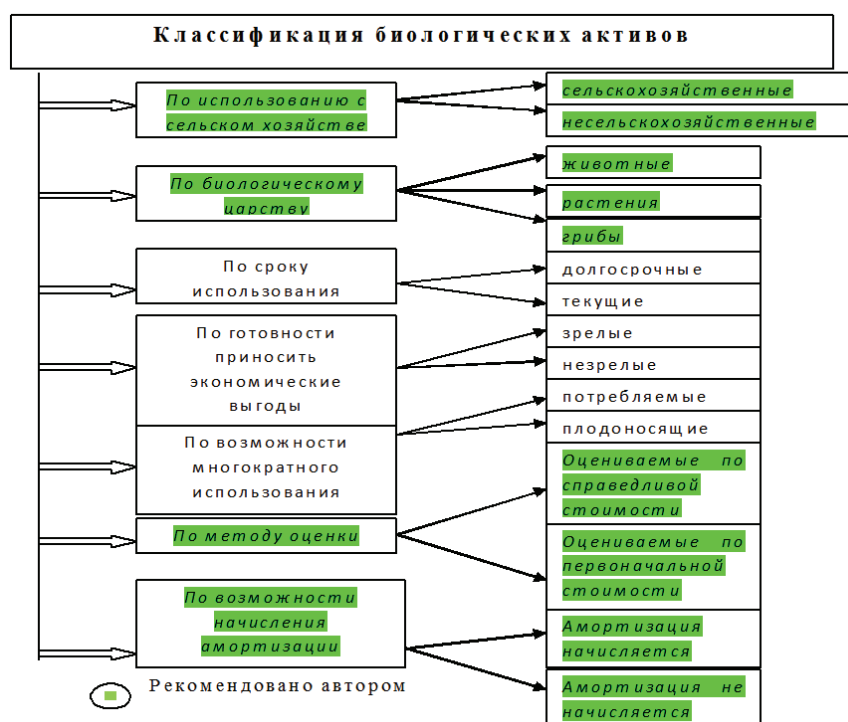 Классификация биологических активов
По использованию с
сельском хозяйстве
сельскохозяйственные
несельскохозяйственные
По биологическому
царству
животные
растения
грибы
По сроку
использования
долгосрочные
текущие
По готовности
приносить
экономические
выгоды
зрелые
незрелые
По возможности
многократного
использования
потребляемые
плодоносящие
По методу оценки
Оцениваемые по
справедливой
стоимости
Оцениваемые по
первоначальной
стоимости
По возможности
начисления
амортизации
Амортизация
начисляется
Амортизация не
начисляется
Рекомендовано автором